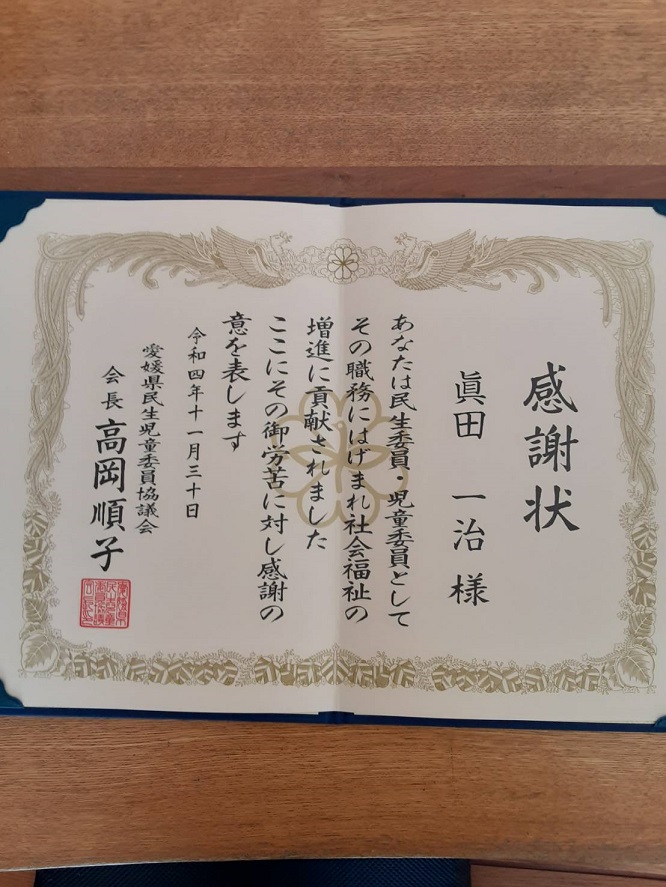 感謝状
眞田 一治 様
あなたは民生委員・児童委員として
その職務にはげまれ社会福祉の
増進に貢献されました
ここにその御労苦に対し感謝の
意を表します
令和四年十一月三十日
愛媛県民生児童委員協議会
会長 高岡順子